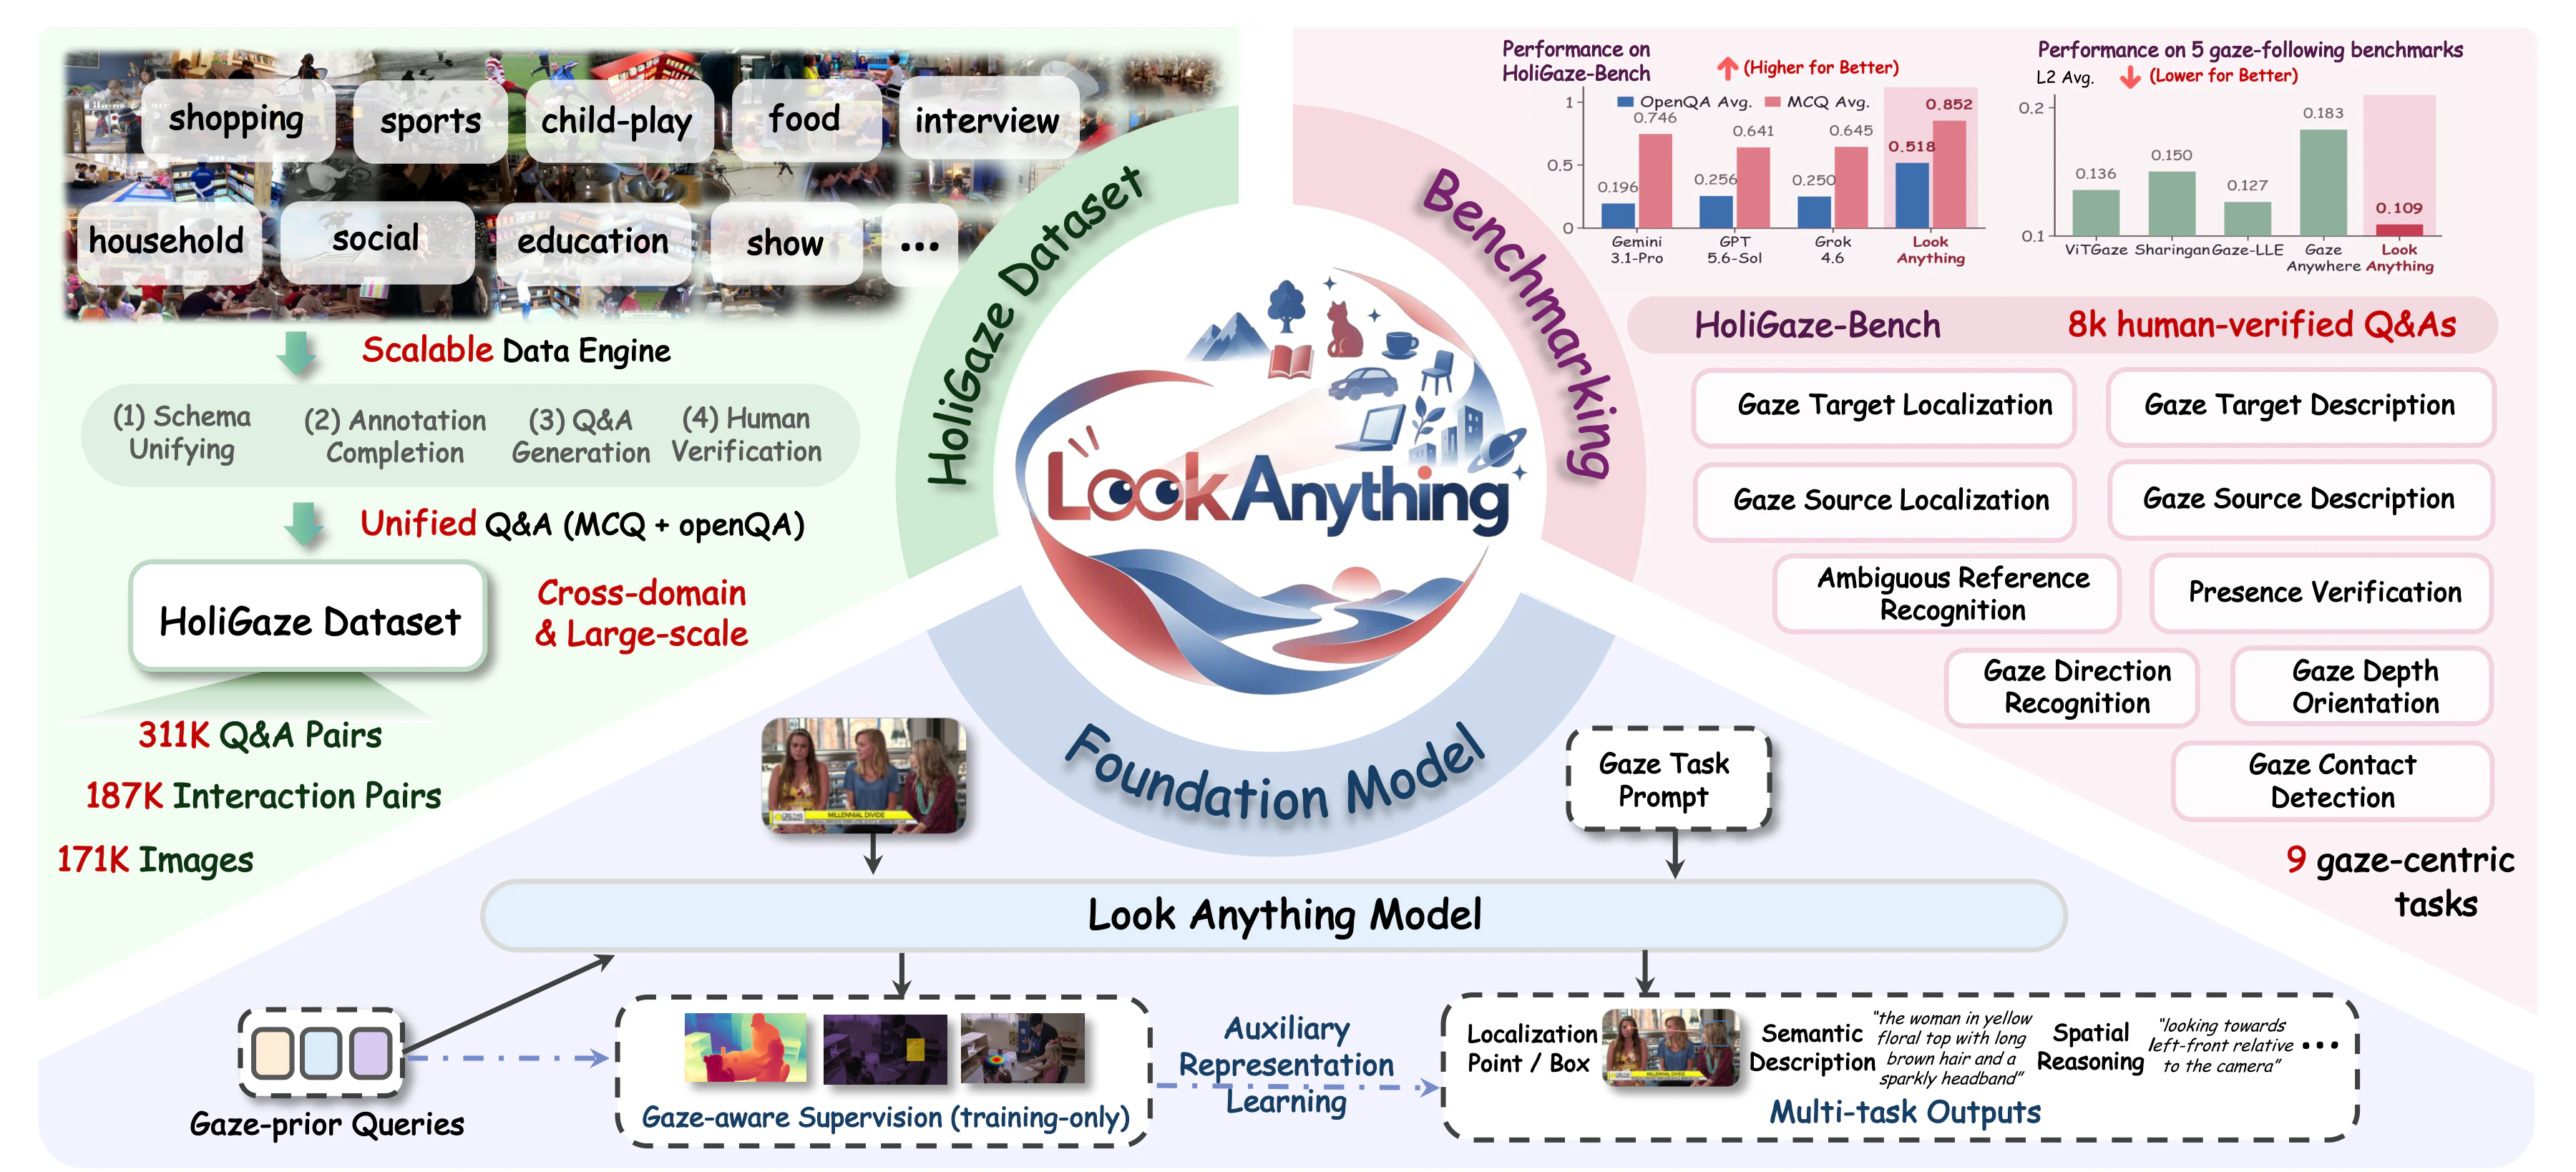 shopping
sports
child-play
food
interview
household
social
education
show
...
Scalable Data Engine
(1) Schema
Unifying
(2) Annotation
Completion
(3) Q&A
Generation
(4) Human
Verification
Unified Q&A (MCQ + openQA)
HoliGaze Dataset
Cross-domain
& Large-scale
311K Q&A Pairs
187K Interaction Pairs
171K Images
HoliGaze Dataset
Benchmarking
Foundation Model
LookAnything
Performance on
HoliGaze-Bench
(Higher for Better)
OpenQA Avg.
MCQ Avg.
1
0.5
0
0.196
0.746
0.256
0.641
0.250
0.645
0.518
0.852
Gemini
3.1-Pro
GPT
5.6-Sol
Grok
4.6
Look
Anything
Performance on 5 gaze-following benchmarks
L2 Avg.
(Lower for Better)
0.2
0.1
0.136
0.150
0.127
0.183
0.109
ViTGaze
Sharingan
Gaze-LLE
Gaze
Anywhere
Look
Anything
HoliGaze-Bench
8k human-verified Q&As
Gaze Target Localization
Gaze Target Description
Gaze Source Localization
Gaze Source Description
Ambiguous Reference
Recognition
Presence Verification
Gaze Direction
Recognition
Gaze Depth
Orientation
Gaze Contact
Detection
9 gaze-centric
tasks
MILLENNIAL DIVIDE
Gaze Task
Prompt
Look Anything Model
Gaze-prior Queries
Gaze-aware Supervision (training-only)
Auxiliary
Representation
Learning
Localization
Point / Box
MILLENNIAL DIVIDE
Semantic
Description
"the woman in yellow
floral top with long
brown hair and a
sparkly headband"
Spatial
Reasoning
"looking towards
left-front relative
to the camera"
...
Multi-task Outputs